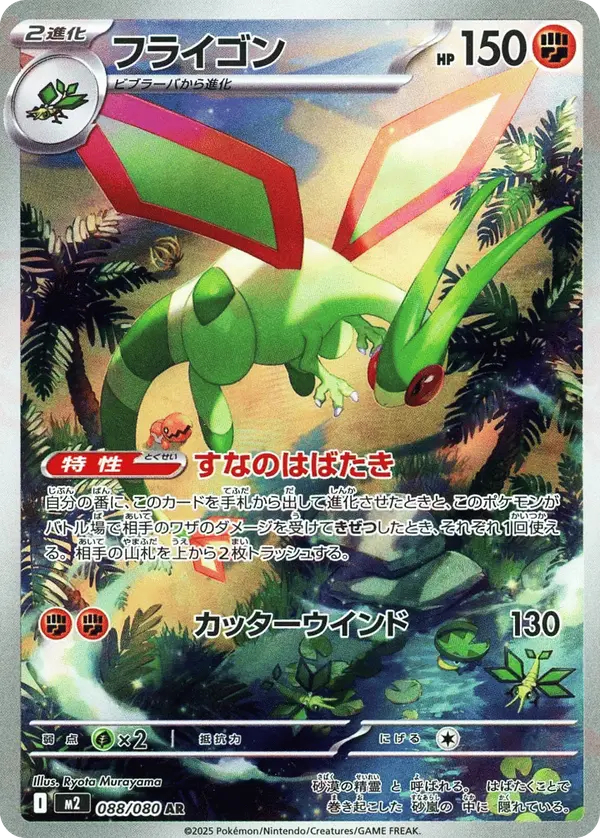 2進化 フライゴン HP150
ビブラーバから進化
特性 とくせい すなのはばたき
自分の番に、このカードを手札から出して進化させたときと、このポケモンが
バトル場で相手のワザのダメージを受けてきぜつしたとき、それぞれ1回使え
る。相手の山札を上から2枚トラッシュする。
カッターウインド 130
弱点 ×2 抵抗力 にげる
Illus. Ryota Murayama
砂漠の精霊 と 呼ばれる。 はばたくことで
巻き起こした 砂嵐の 中に 隠れている。
I m2 088/080 AR
©2025 Pokémon/Nintendo/Creatures/GAME FREAK.